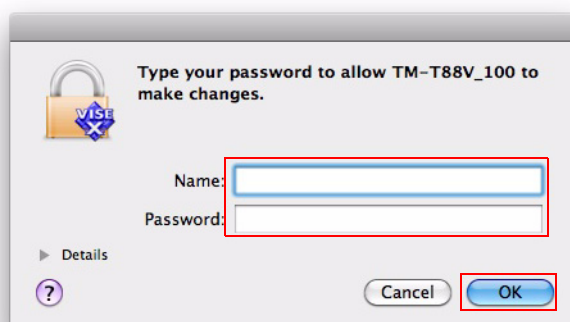 Type your password to allow TM-T88V_100 to
make changes.
VISE
X
Name:
Password:
Details
?
Cancel
OK